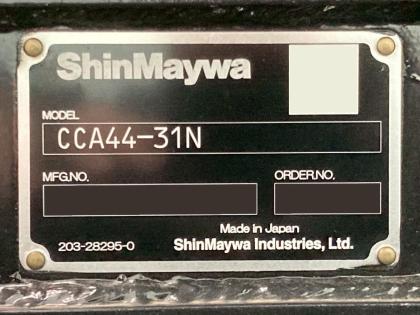 ShinMaywa
MODEL
CCA44-31N
MFG.NO.
ORDER.NO.
Made in Japan
203-28295-0 ShinMaywa Industries, Ltd.